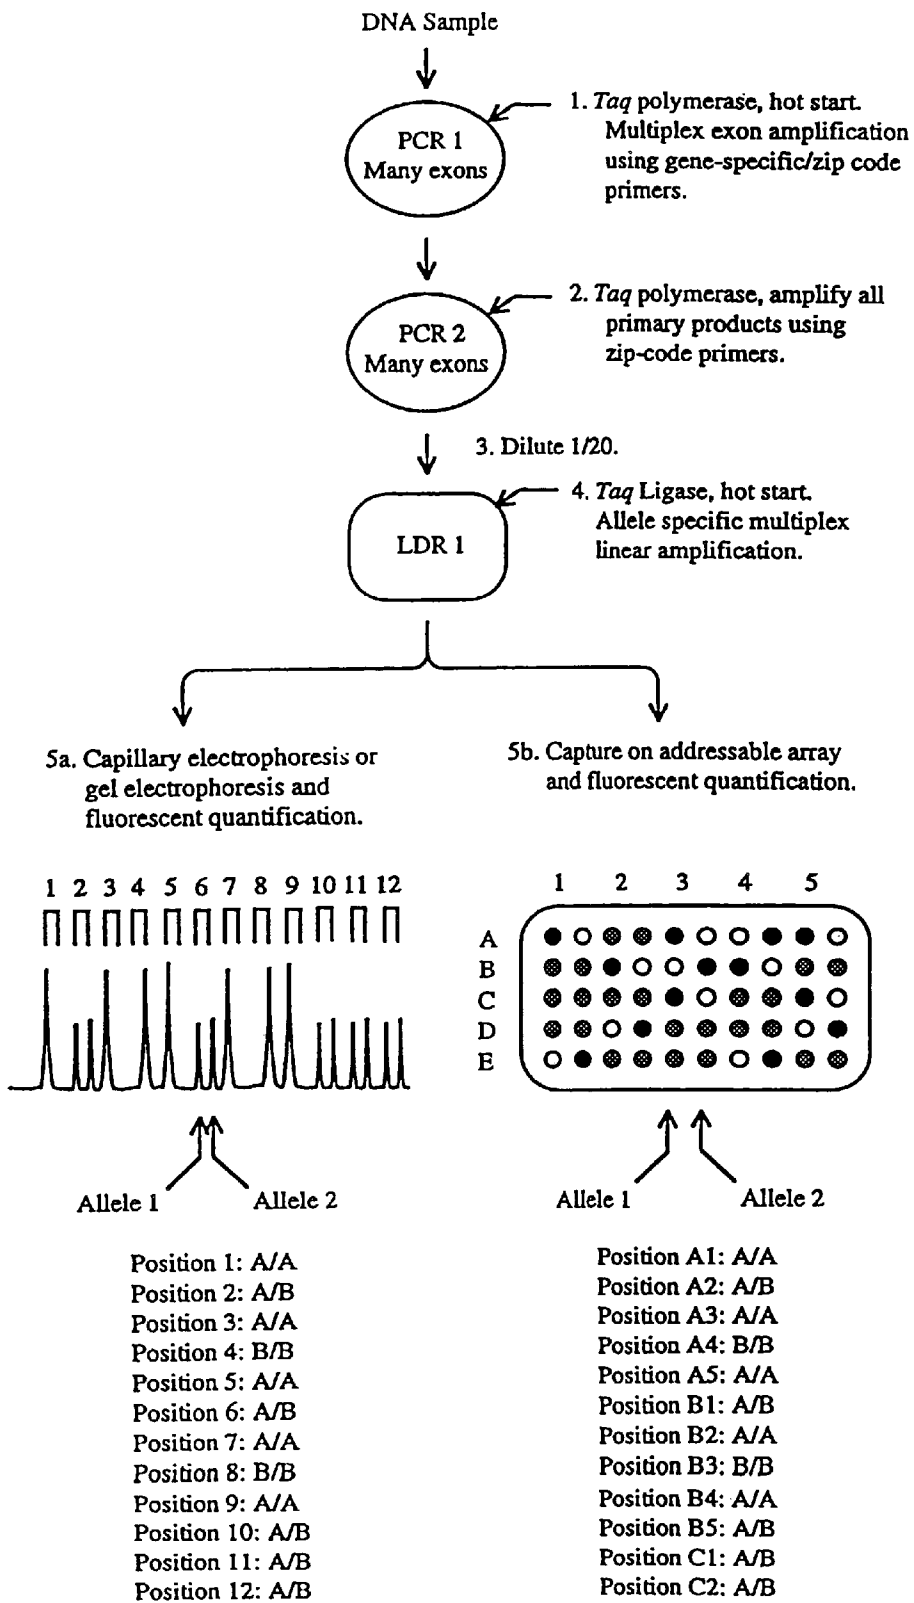 DNA Sample
PCR 1
Many exons
1. Taq polymerase, hot start.
Multiplex exon amplification
using gene-specific/zip code
primers.
PCR 2
Many exons
2. Taq polymerase, amplify all
primary products using
zip-code primers.
3. Dilute 1/20.
LDR 1
4. Taq Ligase, hot start.
Allele specific multiplex
linear amplification.
5a. Capillary electrophoresis or
gel electrophoresis and
fluorescent quantification.
5b. Capture on addressable array
and fluorescent quantification.
1 2 3 4 5 6 7 8 9 10 11 12
1 2 3 4 5
A
B
C
D
E
Allele 1 Allele 2
Allele 1 Allele 2
Position 1: A/A
Position 2: A/B
Position 3: A/A
Position 4: B/B
Position 5: A/A
Position 6: A/B
Position 7: A/A
Position 8: B/B
Position 9: A/A
Position 10: A/B
Position 11: A/B
Position 12: A/B
Position A1: A/A
Position A2: A/B
Position A3: A/A
Position A4: B/B
Position A5: A/A
Position B1: A/B
Position B2: A/A
Position B3: B/B
Position B4: A/A
Position B5: A/B
Position C1: A/B
Position C2: A/B